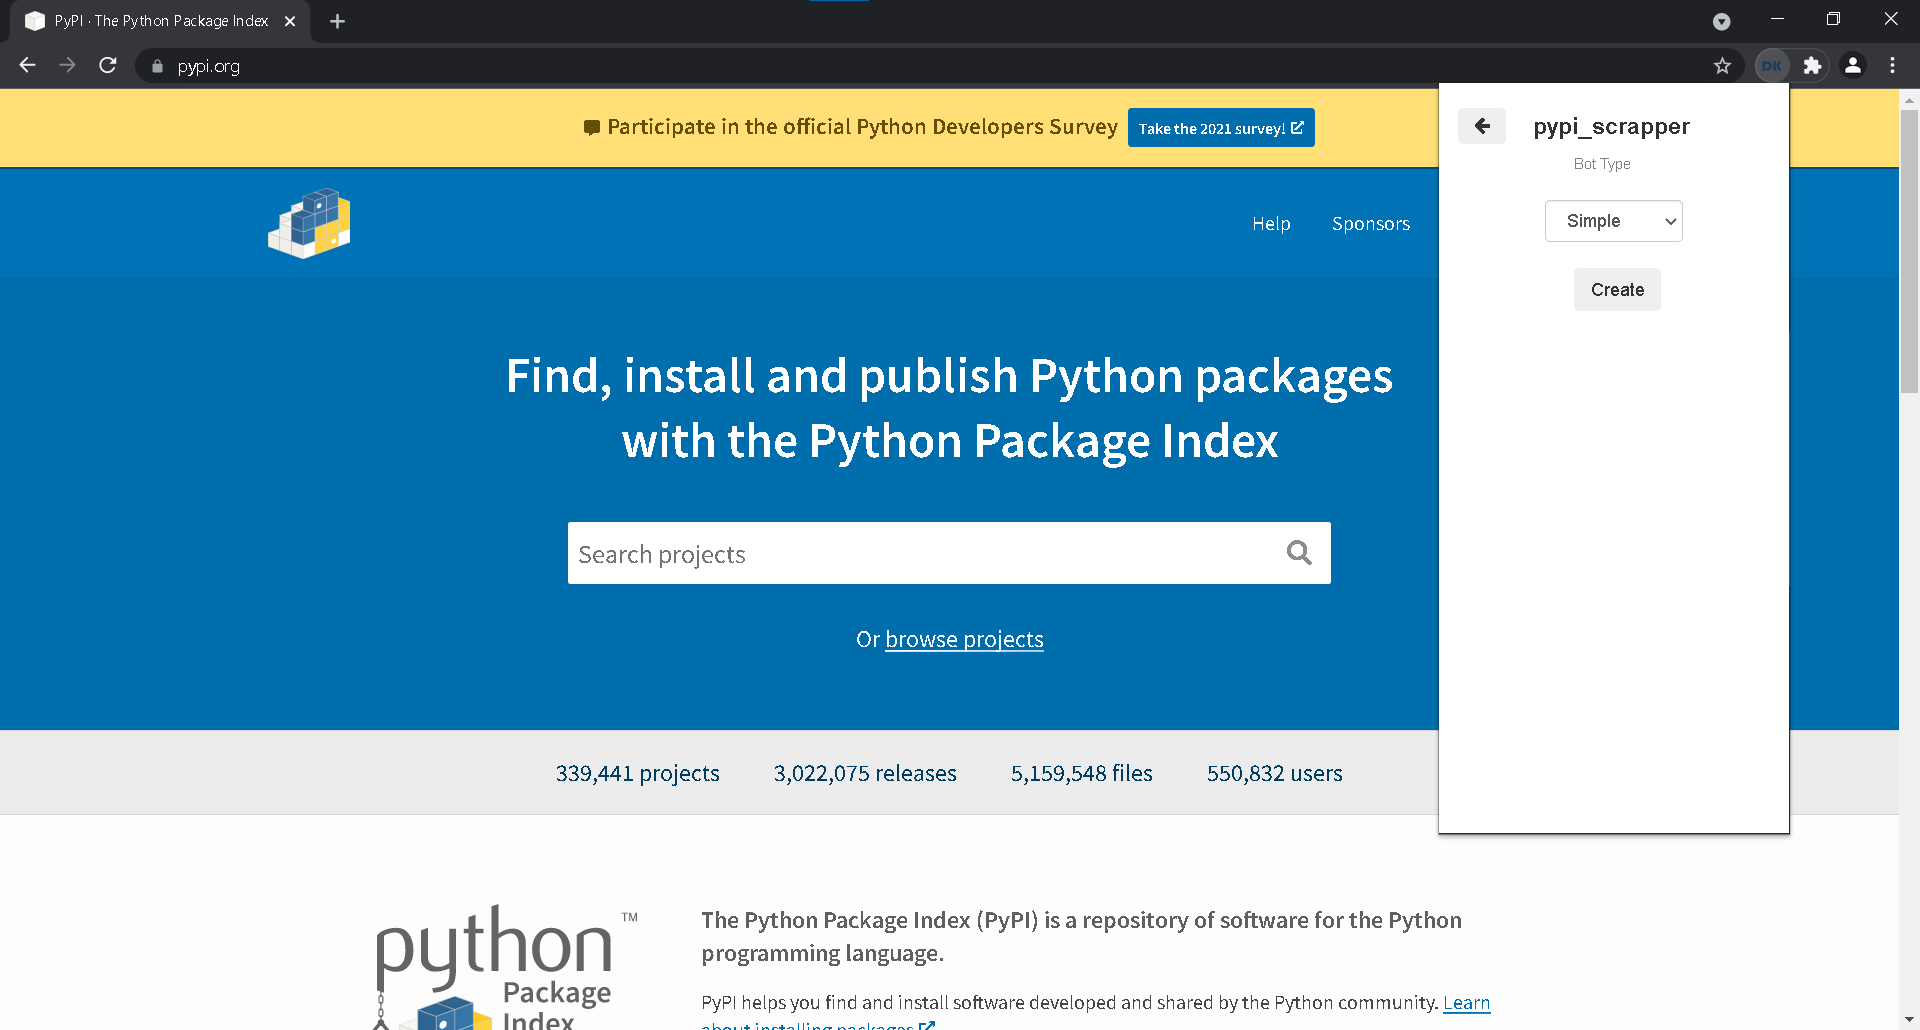 PyPI · The Python Package Index
pypi.org
DK
Participate in the official Python Developers Survey
Take the 2021 survey!
Help
Sponsors
pypi_scrapper
Bot Type
Simple
Create
Find, install and publish Python packages
with the Python Package Index
Search projects
Or browse projects
339,441 projects
3,022,075 releases
5,159,548 files
550,832 users
python™
Package
Index
The Python Package Index (PyPI) is a repository of software for the Python
programming language.
PyPI helps you find and install software developed and shared by the Python community. Learn
about installing packages